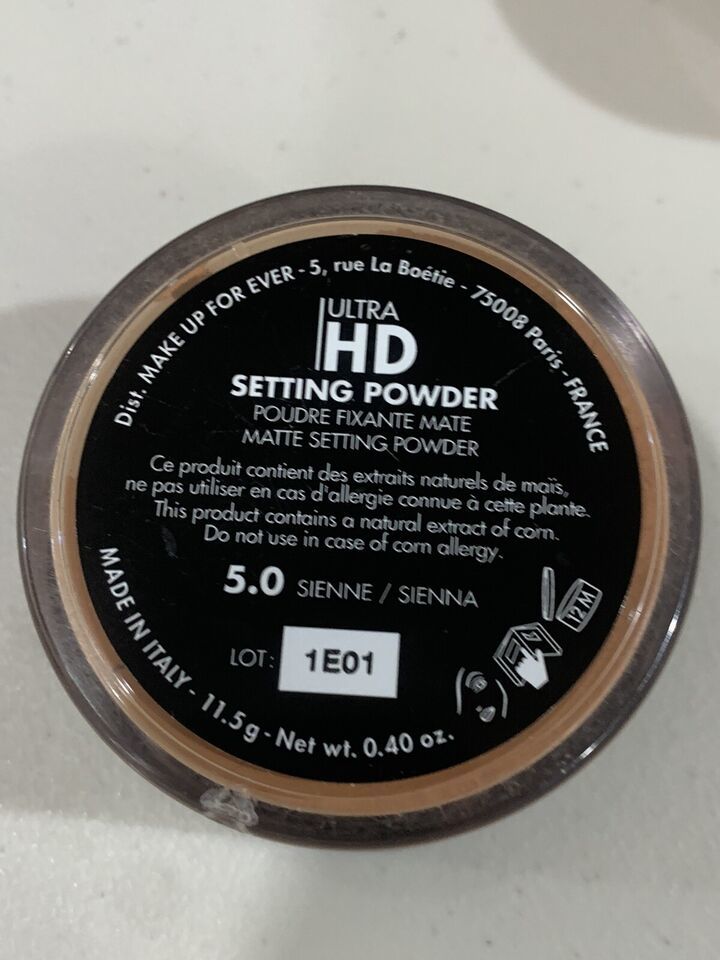 Dist. MAKE UP FOR EVER - 5, rue La Boétie - 75008 Paris - FRANCE
ULTRA
HD
SETTING POWDER
POUDRE FIXANTE MATE
MATTE SETTING POWDER
Ce produit contient des extraits naturels de maïs,
ne pas utiliser en cas d'allergie connue à cette plante.
This product contains a natural extract of corn.
Do not use in case of corn allergy.
5.0 SIENNE / SIENNA
12M
LOT: 1E01
MADE IN ITALY - 11.5g - Net wt. 0.40 oz.